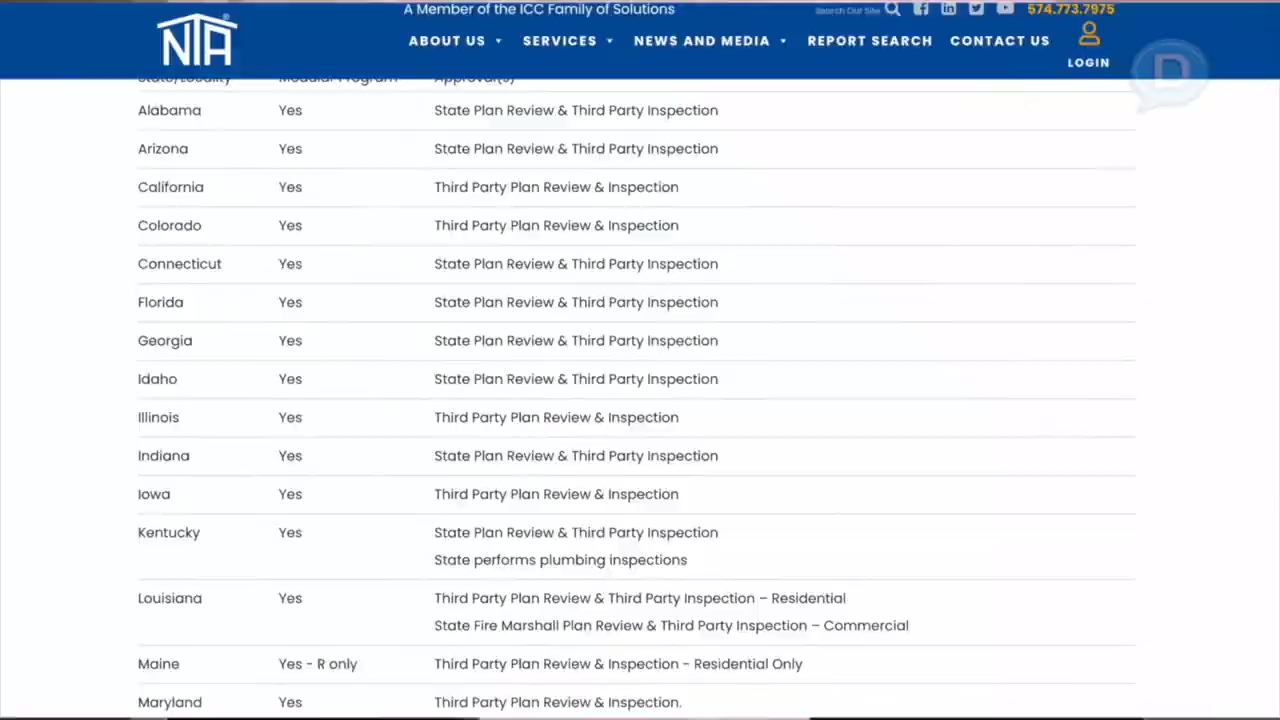 A Member of the ICC Family of Solutions
Search Our Site
574.773.7975
NTA
ABOUT US
SERVICES
NEWS AND MEDIA
REPORT SEARCH
CONTACT US
LOGIN
D
State/Locality Modular Program Approval(s)
Alabama Yes State Plan Review & Third Party Inspection
Arizona Yes State Plan Review & Third Party Inspection
California Yes Third Party Plan Review & Inspection
Colorado Yes Third Party Plan Review & Inspection
Connecticut Yes State Plan Review & Third Party Inspection
Florida Yes State Plan Review & Third Party Inspection
Georgia Yes State Plan Review & Third Party Inspection
Idaho Yes State Plan Review & Third Party Inspection
Illinois Yes Third Party Plan Review & Inspection
Indiana Yes State Plan Review & Third Party Inspection
Iowa Yes Third Party Plan Review & Inspection
Kentucky Yes State Plan Review & Third Party Inspection
State performs plumbing inspections
Louisiana Yes Third Party Plan Review & Third Party Inspection – Residential
State Fire Marshall Plan Review & Third Party Inspection – Commercial
Maine Yes - R only Third Party Plan Review & Inspection - Residential Only
Maryland Yes Third Party Plan Review & Inspection.